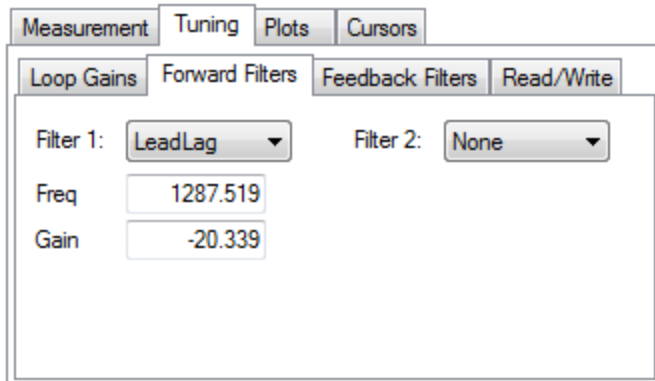 Measurement Tuning Plots Cursors
Loop Gains Forward Filters Feedback Filters Read/Write
Filter 1: LeadLag Filter 2: None
Freq 1287.519
Gain -20.339